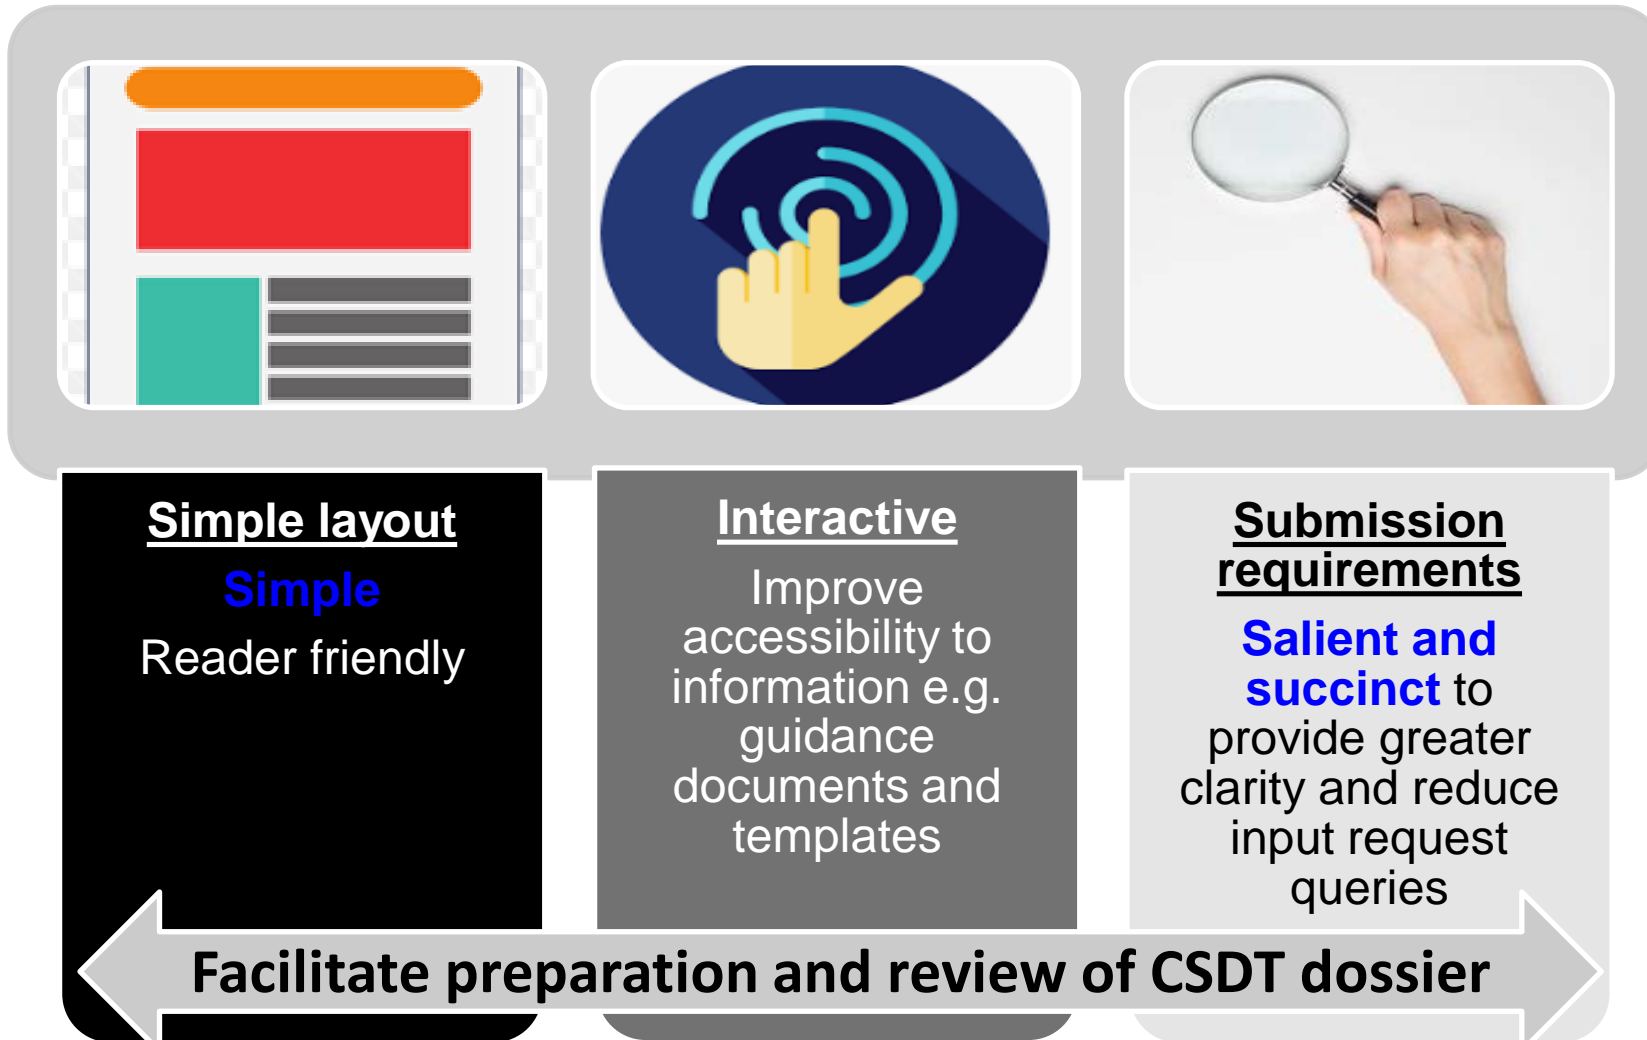 Simple layout
Simple
Reader friendly
Interactive
Improve
accessibility to
information e.g.
guidance
documents and
templates
Submission
requirements
Salient and
succinct to
provide greater
clarity and reduce
input request
queries
Facilitate preparation and review of CSDT dossier